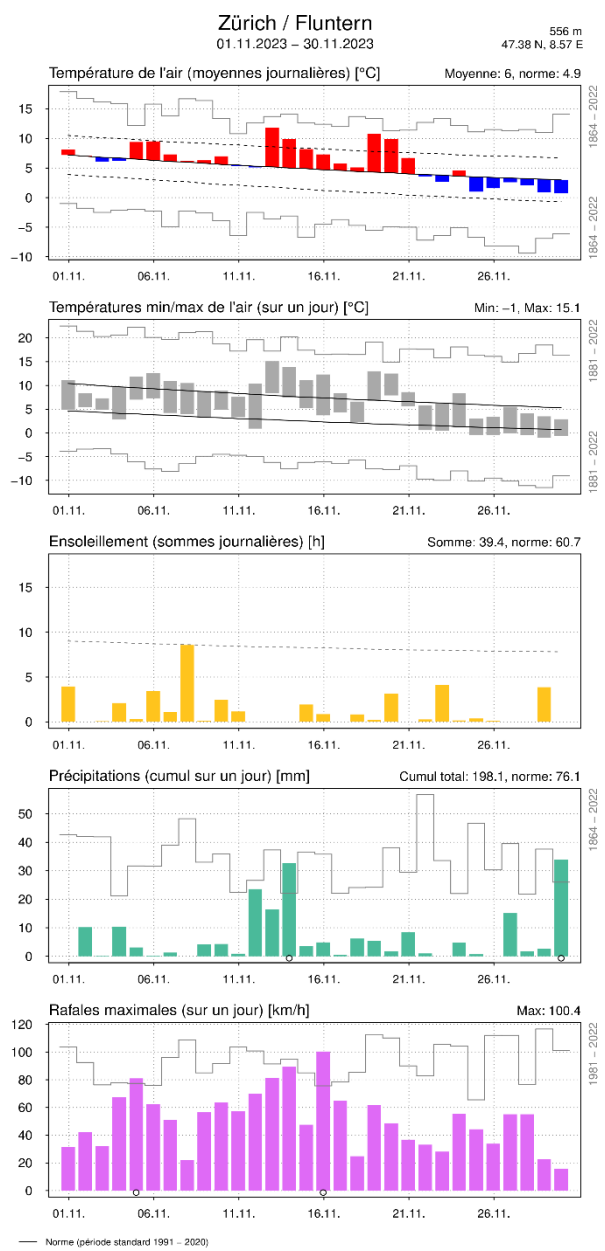 Zürich / Fluntern
01.11.2023 – 30.11.2023
556 m
47.38 N, 8.57 E
Température de l'air (moyennes journalières) [°C]
Moyenne: 6, norme: 4.9
15
10
5
0
−5
−10
1864 – 2022
1864 – 2022
01.11. 06.11. 11.11. 16.11. 21.11. 26.11.
Températures min/max de l'air (sur un jour) [°C]
Min: −1, Max: 15.1
20
15
10
5
0
−5
−10
1881 – 2022
1881 – 2022
01.11. 06.11. 11.11. 16.11. 21.11. 26.11.
Ensoleillement (sommes journalières) [h]
Somme: 39.4, norme: 60.7
15
10
5
0
01.11. 06.11. 11.11. 16.11. 21.11. 26.11.
Précipitations (cumul sur un jour) [mm]
Cumul total: 198.1, norme: 76.1
50
40
30
20
10
0
1864 – 2022
01.11. 06.11. 11.11. 16.11. 21.11. 26.11.
Rafales maximales (sur un jour) [km/h]
Max: 100.4
120
100
80
60
40
20
0
1981 – 2022
01.11. 06.11. 11.11. 16.11. 21.11. 26.11.
Norme (période standard 1991 – 2020)